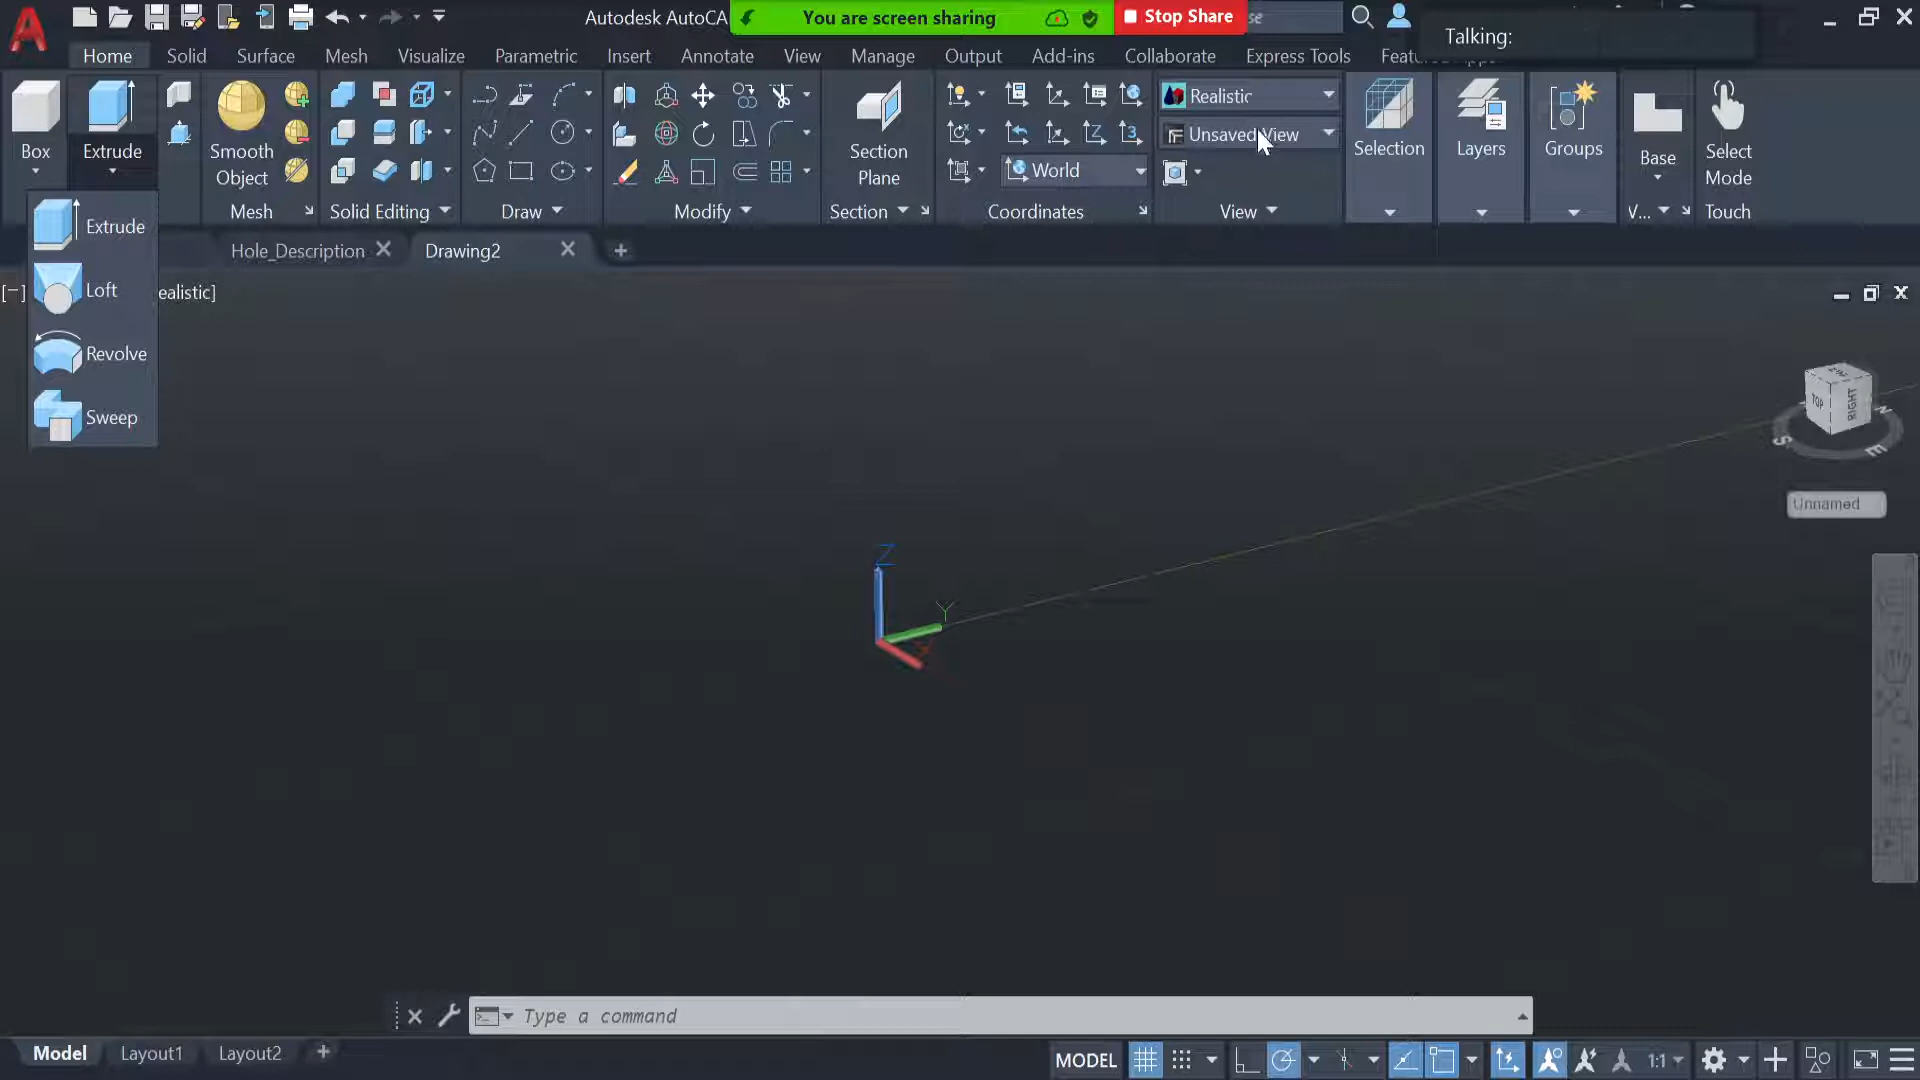 Autodesk AutoCA
You are screen sharing
Stop Share
se
Talking:
Home Solid Surface Mesh Visualize Parametric Insert Annotate View Manage Output Add-ins Collaborate Express Tools
Box
Extrude
Smooth
Object
Section
Plane
World
Realistic
Unsaved View
Selection
Layers
Groups
Base
Select
Mode
Mesh
Solid Editing
Draw
Modify
Section
Coordinates
View
V...
Touch
Hole_Description
Drawing2
Extrude
Loft
Revolve
Sweep
[−]
ealistic]
TOP
RIGHT
S
E
N
Unnamed
Z
Y
Type a command
Model Layout1 Layout2
MODEL
1:1